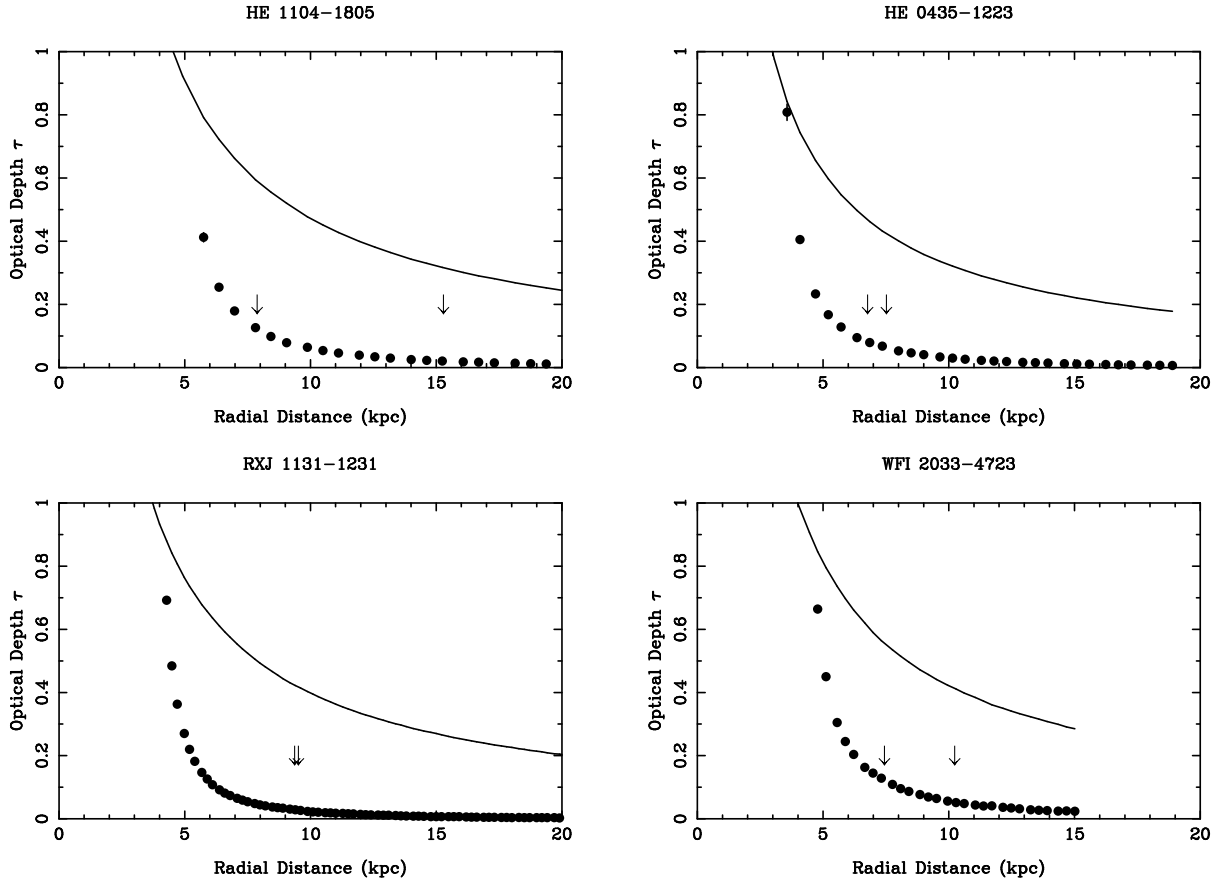 HE 1104−1805
Optical Depth τ
0 0.2 0.4 0.6 0.8 1
0 5 10 15 20
Radial Distance (kpc)
HE 0435−1223
Optical Depth τ
0 0.2 0.4 0.6 0.8 1
0 5 10 15 20
Radial Distance (kpc)
RXJ 1131−1231
Optical Depth τ
0 0.2 0.4 0.6 0.8 1
0 5 10 15 20
Radial Distance (kpc)
WFI 2033−4723
Optical Depth τ
0 0.2 0.4 0.6 0.8 1
0 5 10 15 20
Radial Distance (kpc)